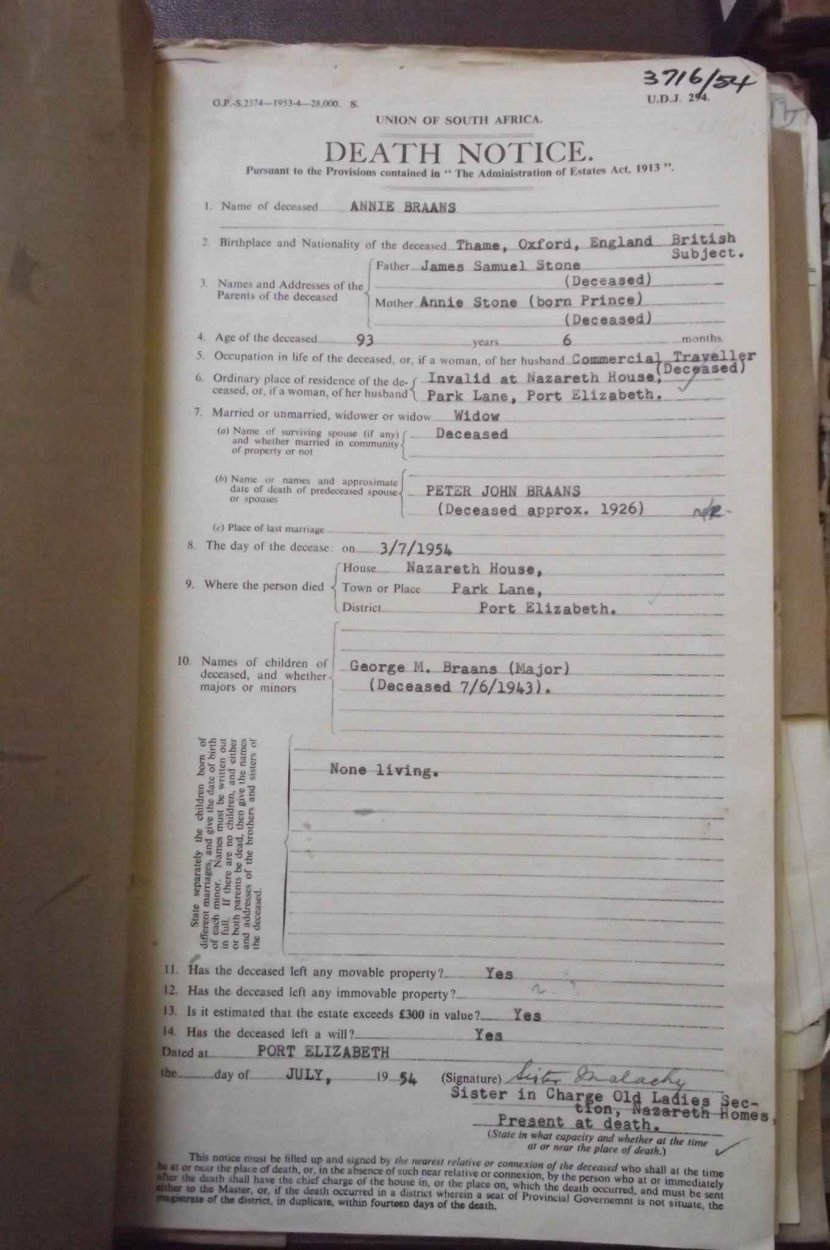 3716/54
G.P.-S.2374—1953-4—28,000. S.
U.D.J. 294.
UNION OF SOUTH AFRICA.
DEATH NOTICE.
Pursuant to the Provisions contained in “ The Administration of Estates Act, 1913 ”.
1. Name of deceased ANNIE BRAANS
2. Birthplace and Nationality of the deceased Thame, Oxford, England British
Subject.
3. Names and Addresses of the
Parents of the deceased
Father James Samuel Stone
(Deceased)
Mother Annie Stone (born Prince)
(Deceased)
4. Age of the deceased 93 years 6 months
5. Occupation in life of the deceased, or, if a woman, of her husband Commercial Traveller
(Deceased)
6. Ordinary place of residence of the de- Invalid at Nazareth House,
ceased, or, if a woman, of her husband Park Lane, Port Elizabeth.
7. Married or unmarried, widower or widow Widow
(a) Name of surviving spouse (if any) Deceased
and whether married in community
of property or not
(b) Name or names and approximate
date of death of predeceased spouse PETER JOHN BRAANS
or spouses
(Deceased approx. 1926)
(c) Place of last marriage
8. The day of the decease: on 3/7/1954
9. Where the person died
House Nazareth House,
Town or Place Park Lane,
District Port Elizabeth.
10. Names of children of
deceased, and whether
majors or minors
George M. Braans (Major)
(Deceased 7/6/1943).
State separately the children born of
different marriages, and give the date of birth
of each minor. Names must be written out
in full. If there are no children, and either
or both parents be dead, then give the names
and addresses of the brothers and sisters of
the deceased.
None living.
11. Has the deceased left any movable property? Yes
12. Has the deceased left any immovable property?
13. Is it estimated that the estate exceeds £300 in value? Yes
14. Has the deceased left a will? Yes
Dated at PORT ELIZABETH
the day of JULY, 19 54 (Signature) Sister Malachy
Sister in Charge Old Ladies Sec-
tion, Nazareth Homes,
Present at death.
(State in what capacity and whether at the time
at or near the place of death.)
This notice must be filled up and signed by the nearest relative or connexion of the deceased who shall at the time
be at or near the place of death, or, in the absence of such near relative or connexion, by the person who at or immediately
after the death shall have the chief charge of the house in, or the place on, which the death occurred, and must be sent
either to the Master, or, if the death occurred in a district wherein a seat of Provincial Governemnt is not situate, the
magistrate of the district, in duplicate, within fourteen days of the death.